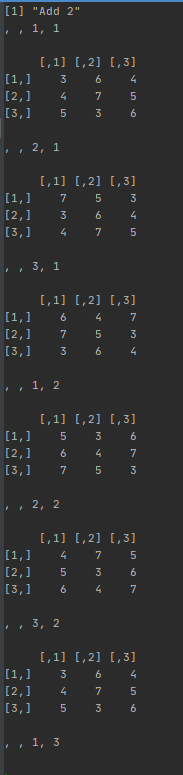 [1] "Add 2"
, , 1, 1
[,1] [,2] [,3]
[1,] 3 6 4
[2,] 4 7 5
[3,] 5 3 6
, , 2, 1
[,1] [,2] [,3]
[1,] 7 5 3
[2,] 3 6 4
[3,] 4 7 5
, , 3, 1
[,1] [,2] [,3]
[1,] 6 4 7
[2,] 7 5 3
[3,] 3 6 4
, , 1, 2
[,1] [,2] [,3]
[1,] 5 3 6
[2,] 6 4 7
[3,] 7 5 3
, , 2, 2
[,1] [,2] [,3]
[1,] 4 7 5
[2,] 5 3 6
[3,] 6 4 7
, , 3, 2
[,1] [,2] [,3]
[1,] 3 6 4
[2,] 4 7 5
[3,] 5 3 6
, , 1, 3